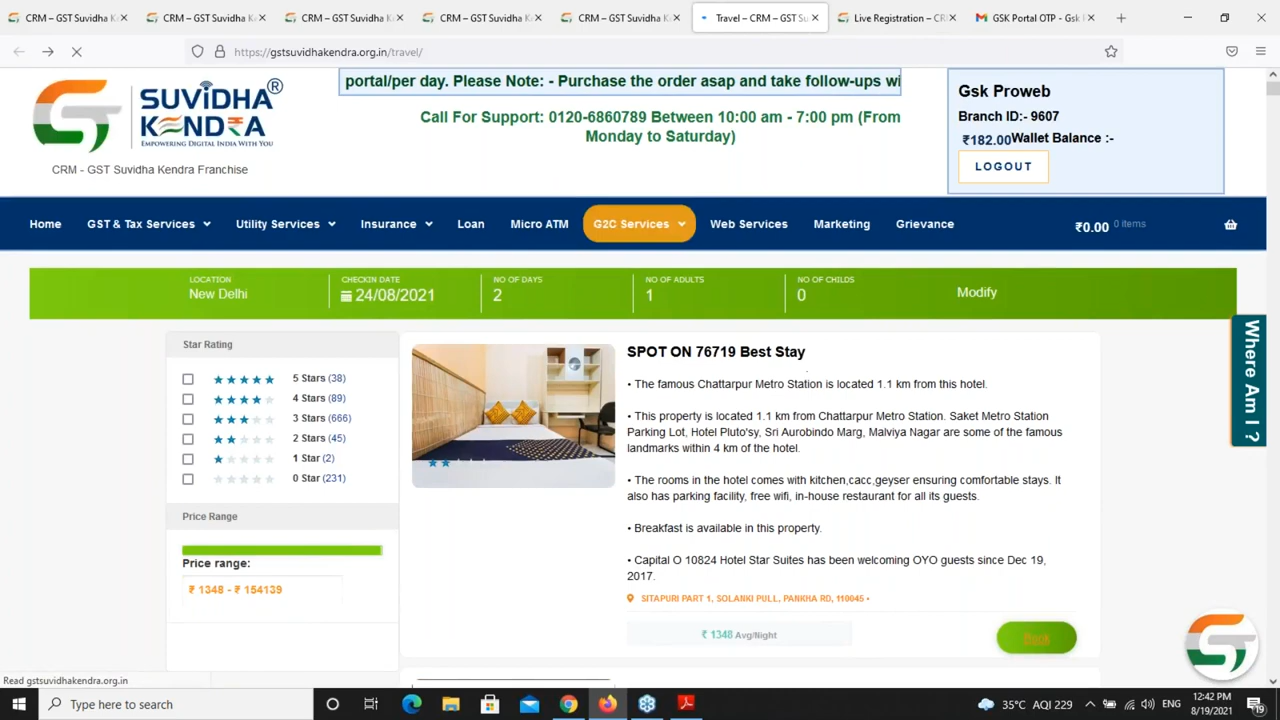 CRM – GST Suvidha K
CRM – GST Suvidha K
CRM – GST Suvidha K
CRM – GST Suvidha K
CRM – GST Suvidha K
Travel – CRM – GST Su
Live Registration – CR
GSK Portal OTP - Gsk
https://gstsuvidhakendra.org.in/travel/
SUVIDHA
KENDRA
®
EMPOWERING DIGITAL INDIA WITH YOU
CRM - GST Suvidha Kendra Franchise
portal/per day. Please Note: - Purchase the order asap and take follow-ups wi
Call For Support: 0120-6860789 Between 10:00 am - 7:00 pm (From
Monday to Saturday)
Gsk Proweb
Branch ID:- 9607
₹182.00Wallet Balance :-
LOGOUT
Home GST & Tax Services Utility Services Insurance Loan Micro ATM G2C Services Web Services Marketing Grievance ₹0.00 0 items
LOCATION CHECKIN DATE NO OF DAYS NO OF ADULTS NO OF CHILDS
New Delhi 24/08/2021 2 1 0 Modify
Where Am I ?
Star Rating
5 Stars (38)
4 Stars (89)
3 Stars (666)
2 Stars (45)
1 Star (2)
0 Star (231)
Price Range
Price range:
₹ 1348 - ₹ 154139
SPOT ON 76719 Best Stay
• The famous Chattarpur Metro Station is located 1.1 km from this hotel.
• This property is located 1.1 km from Chattarpur Metro Station. Saket Metro Station
Parking Lot, Hotel Pluto'sy, Sri Aurobindo Marg, Malviya Nagar are some of the famous
landmarks within 4 km of the hotel.
• The rooms in the hotel comes with kitchen,cacc,geyser ensuring comfortable stays. It
also has parking facility, free wifi, in-house restaurant for all its guests.
• Breakfast is available in this property.
• Capital O 10824 Hotel Star Suites has been welcoming OYO guests since Dec 19,
2017.
SITAPURI PART 1, SOLANKI PULL, PANKHA RD, 110045 •
₹ 1348 Avg/Night
Book
Read gstsuvidhakendra.org.in
Type here to search
35°C AQI 229
ENG
12:42 PM
8/19/2021
19